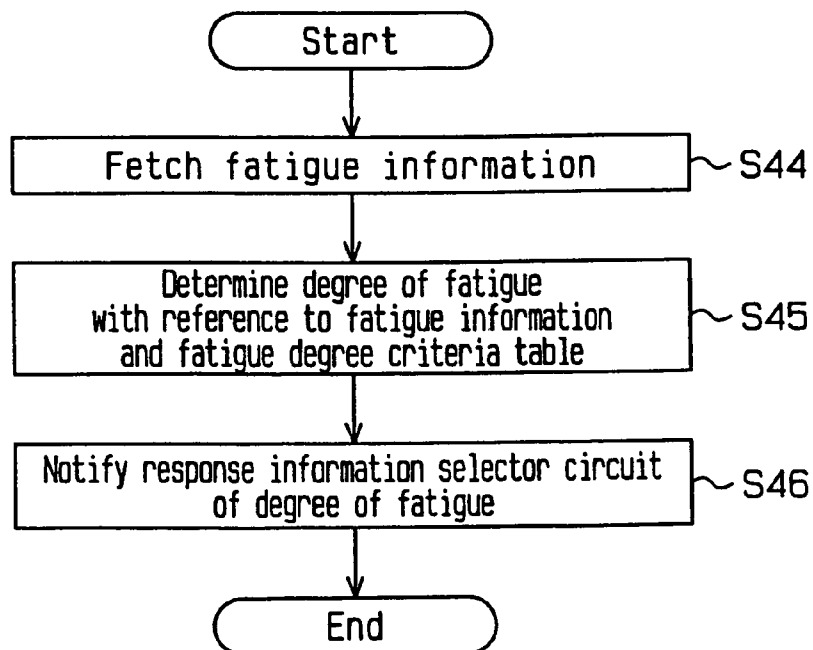 Start
Fetch fatigue information
S44
Determine degree of fatigue
with reference to fatigue information
and fatigue degree criteria table
S45
Notify response information selector circuit
of degree of fatigue
S46
End